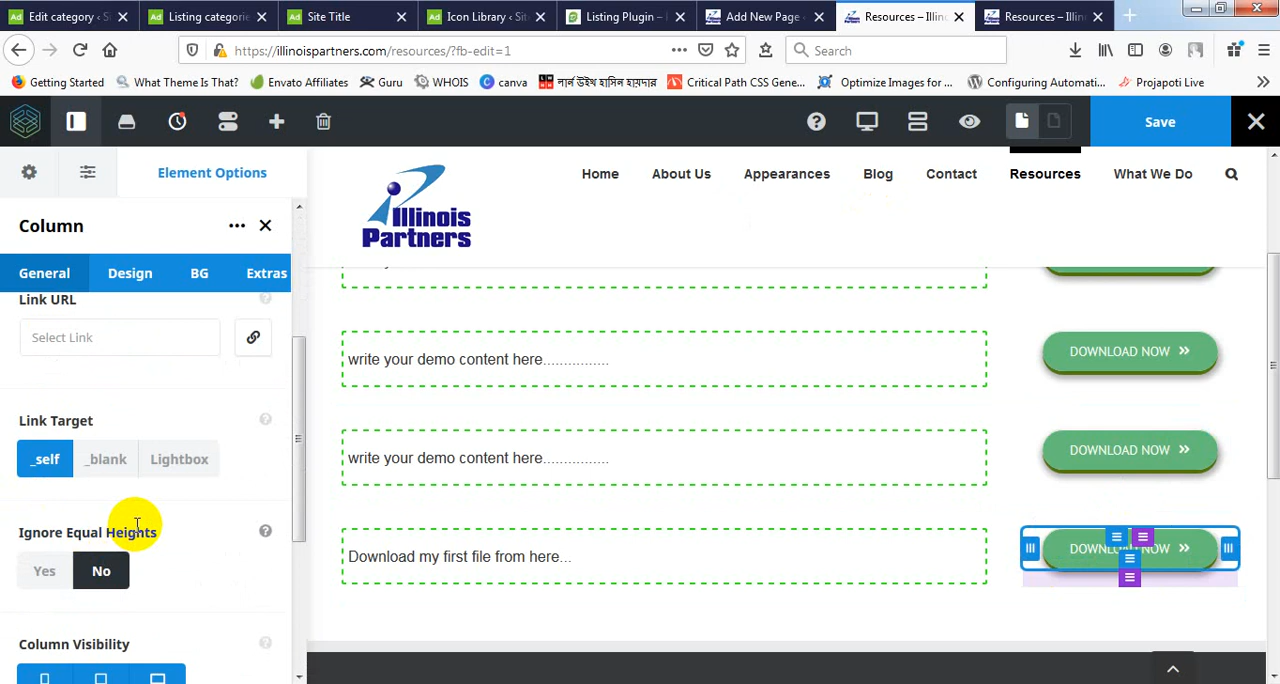 Edit category ‹ Sit
Listing categorie
Site Title
Icon Library ‹ Sit
Listing Plugin –
Add New Page ‹
Resources – Illin
Resources – Illin
https://illinoispartners.com/resources/?fb-edit=1
Search
Getting Started
What Theme Is That?
Envato Affiliates
Guru
WHOIS
canva
লার্ন উইথ হাসিন হায়দার
Critical Path CSS Gene...
Optimize Images for ...
Configuring Automati...
Projapoti Live
Save
Element Options
Home
About Us
Appearances
Blog
Contact
Resources
What We Do
Illinois
Partners
Column
General
Design
BG
Extras
Link URL
Select Link
Link Target
_self
_blank
Lightbox
Ignore Equal Heights
Yes
No
Column Visibility
write your demo content here................
DOWNLOAD NOW
write your demo content here................
DOWNLOAD NOW
Download my first file from here...
DOWNLOAD NOW